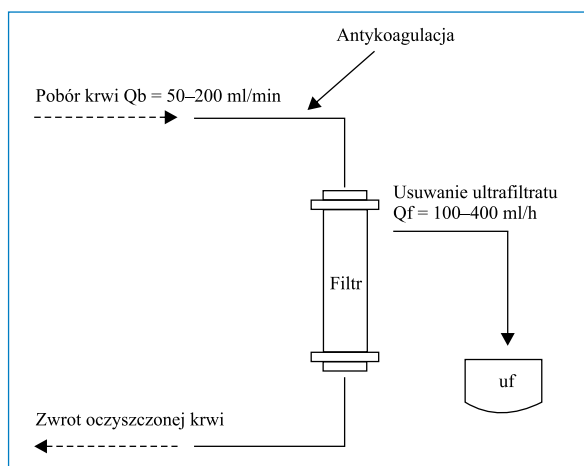 Antykoagulacja
Pobór krwi Qb = 50–200 ml/min
Usuwanie ultrafiltratu
Qf = 100–400 ml/h
Filtr
uf
Zwrot oczyszczonej krwi